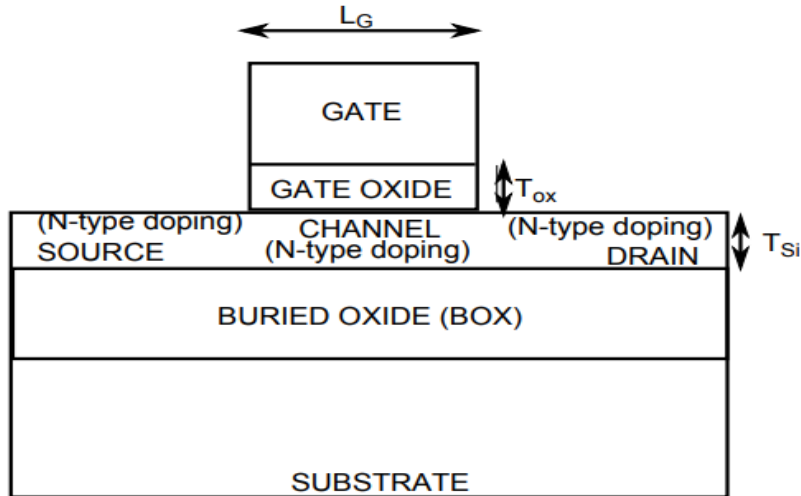 L_G
GATE
GATE OXIDE
T_ox
(N-type doping)
CHANNEL
(N-type doping)
SOURCE
(N-type doping)
DRAIN
T_Si
BURIED OXIDE (BOX)
SUBSTRATE